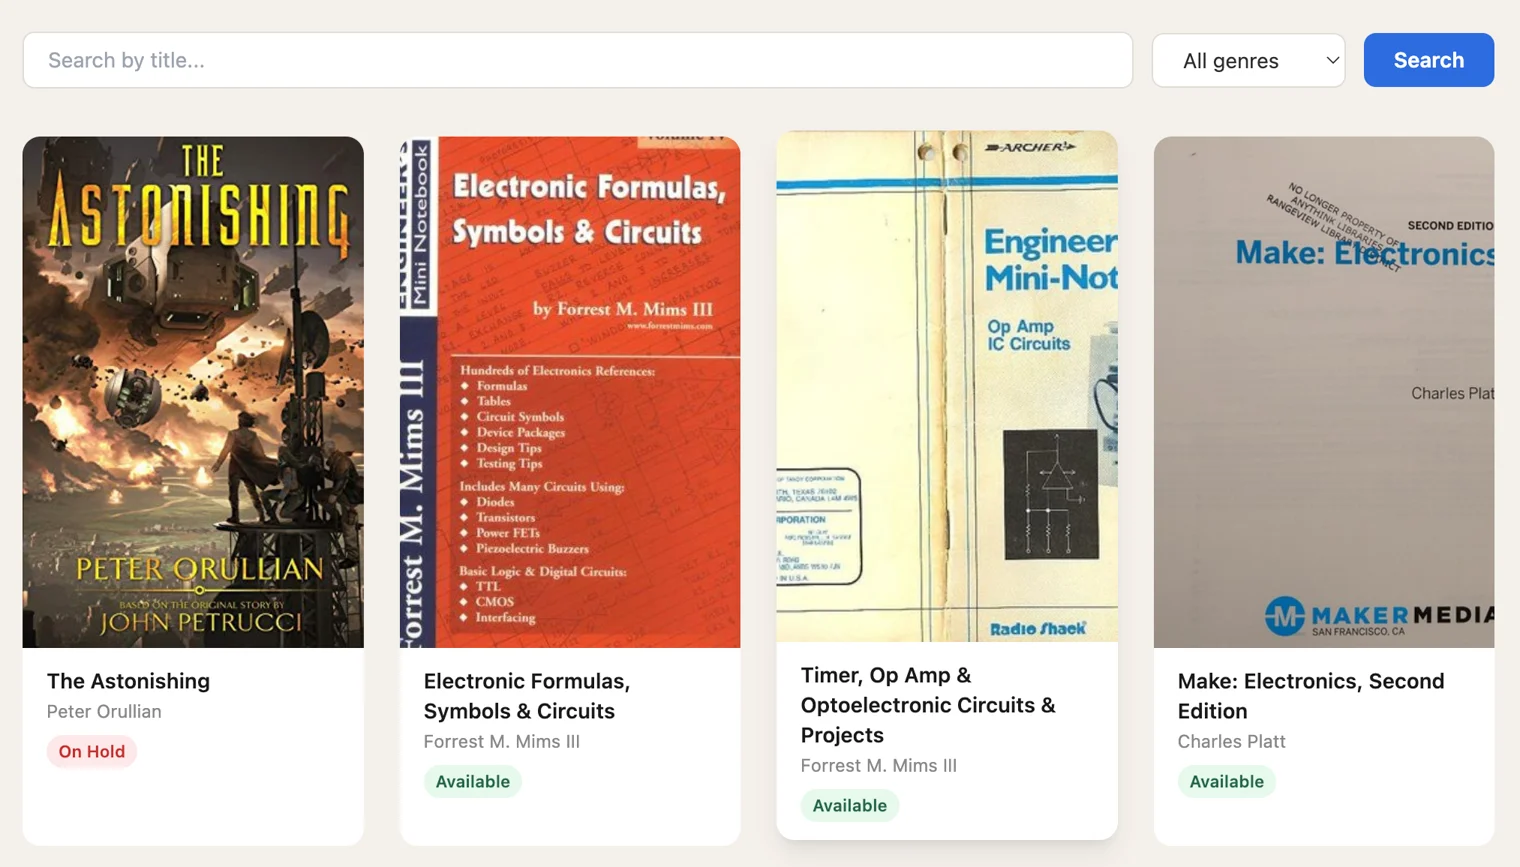 Search by title...
All genres
Search
THE
ASTONISHING
PETER ORULLIAN
BASED ON THE ORIGINAL STORY BY
JOHN PETRUCCI
The Astonishing
Peter Orullian
On Hold
Mini Notebook
Forrest M. Mims III
Electronic Formulas,
Symbols & Circuits
by Forrest M. Mims III
www.forrestmims.com
Hundreds of Electronics References:
Formulas
Tables
Circuit Symbols
Device Packages
Design Tips
Testing Tips
Includes Many Circuits Using:
Diodes
Transistors
Power FETs
Piezoelectric Buzzers
Basic Logic & Digital Circuits:
TTL
CMOS
Interfacing
Electronic Formulas,
Symbols & Circuits
Forrest M. Mims III
Available
ARCHER
Engineer
Mini-Not
Op Amp
IC Circuits
OF TANDY CORPORATION
PORATION
IN U.S.A.
Radio Shack
Timer, Op Amp &
Optoelectronic Circuits &
Projects
Forrest M. Mims III
Available
NO LONGER PROPERTY OF
ANYTHINK LIBRARIES
RANGEVIEW LIBRARY DISTRICT
SECOND EDITIO
Make: Electronics
Charles Plat
MAKERMEDIA
SAN FRANCISCO, CA
Make: Electronics, Second
Edition
Charles Platt
Available